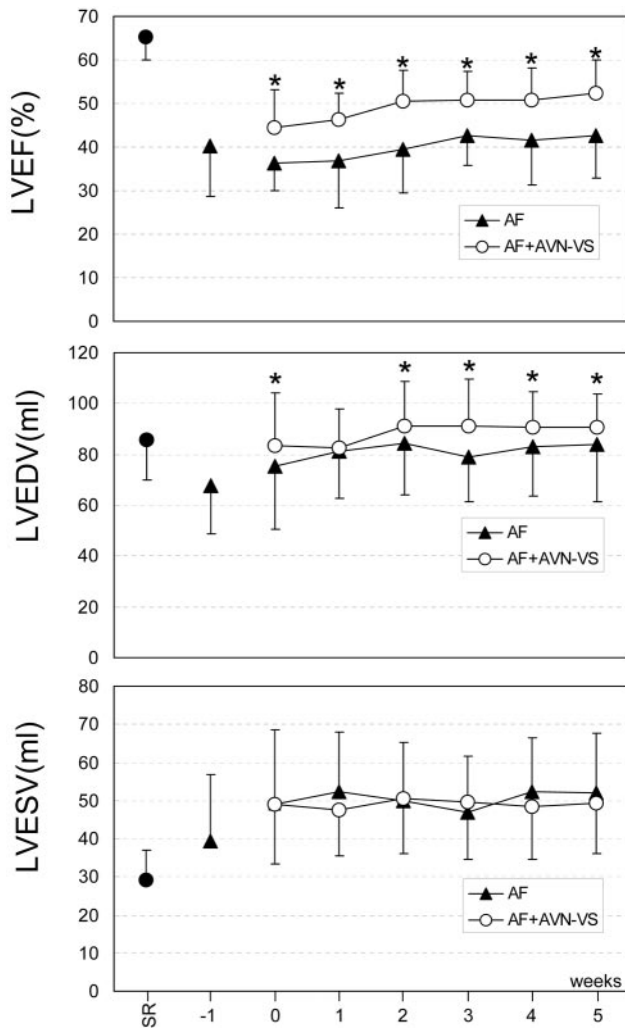 LVEF(%)
70
60
50
40
30
20
10
0
* * * * * *
AF
AF+AVN-VS
LVEDV(ml)
120
100
80
60
40
20
0
* * * * *
AF
AF+AVN-VS
LVESV(ml)
80
70
60
50
40
30
20
10
0
AF
AF+AVN-VS
weeks
SR -1 0 1 2 3 4 5